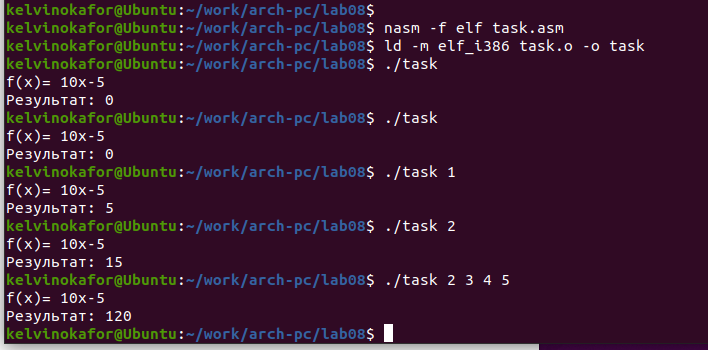 kelvinokafor@Ubuntu:~/work/arch-pc/lab08$
kelvinokafor@Ubuntu:~/work/arch-pc/lab08$ nasm -f elf task.asm
kelvinokafor@Ubuntu:~/work/arch-pc/lab08$ ld -m elf_i386 task.o -o task
kelvinokafor@Ubuntu:~/work/arch-pc/lab08$ ./task
f(x)= 10x-5
Результат: 0
kelvinokafor@Ubuntu:~/work/arch-pc/lab08$ ./task
f(x)= 10x-5
Результат: 0
kelvinokafor@Ubuntu:~/work/arch-pc/lab08$ ./task 1
f(x)= 10x-5
Результат: 5
kelvinokafor@Ubuntu:~/work/arch-pc/lab08$ ./task 2
f(x)= 10x-5
Результат: 15
kelvinokafor@Ubuntu:~/work/arch-pc/lab08$ ./task 2 3 4 5
f(x)= 10x-5
Результат: 120
kelvinokafor@Ubuntu:~/work/arch-pc/lab08$